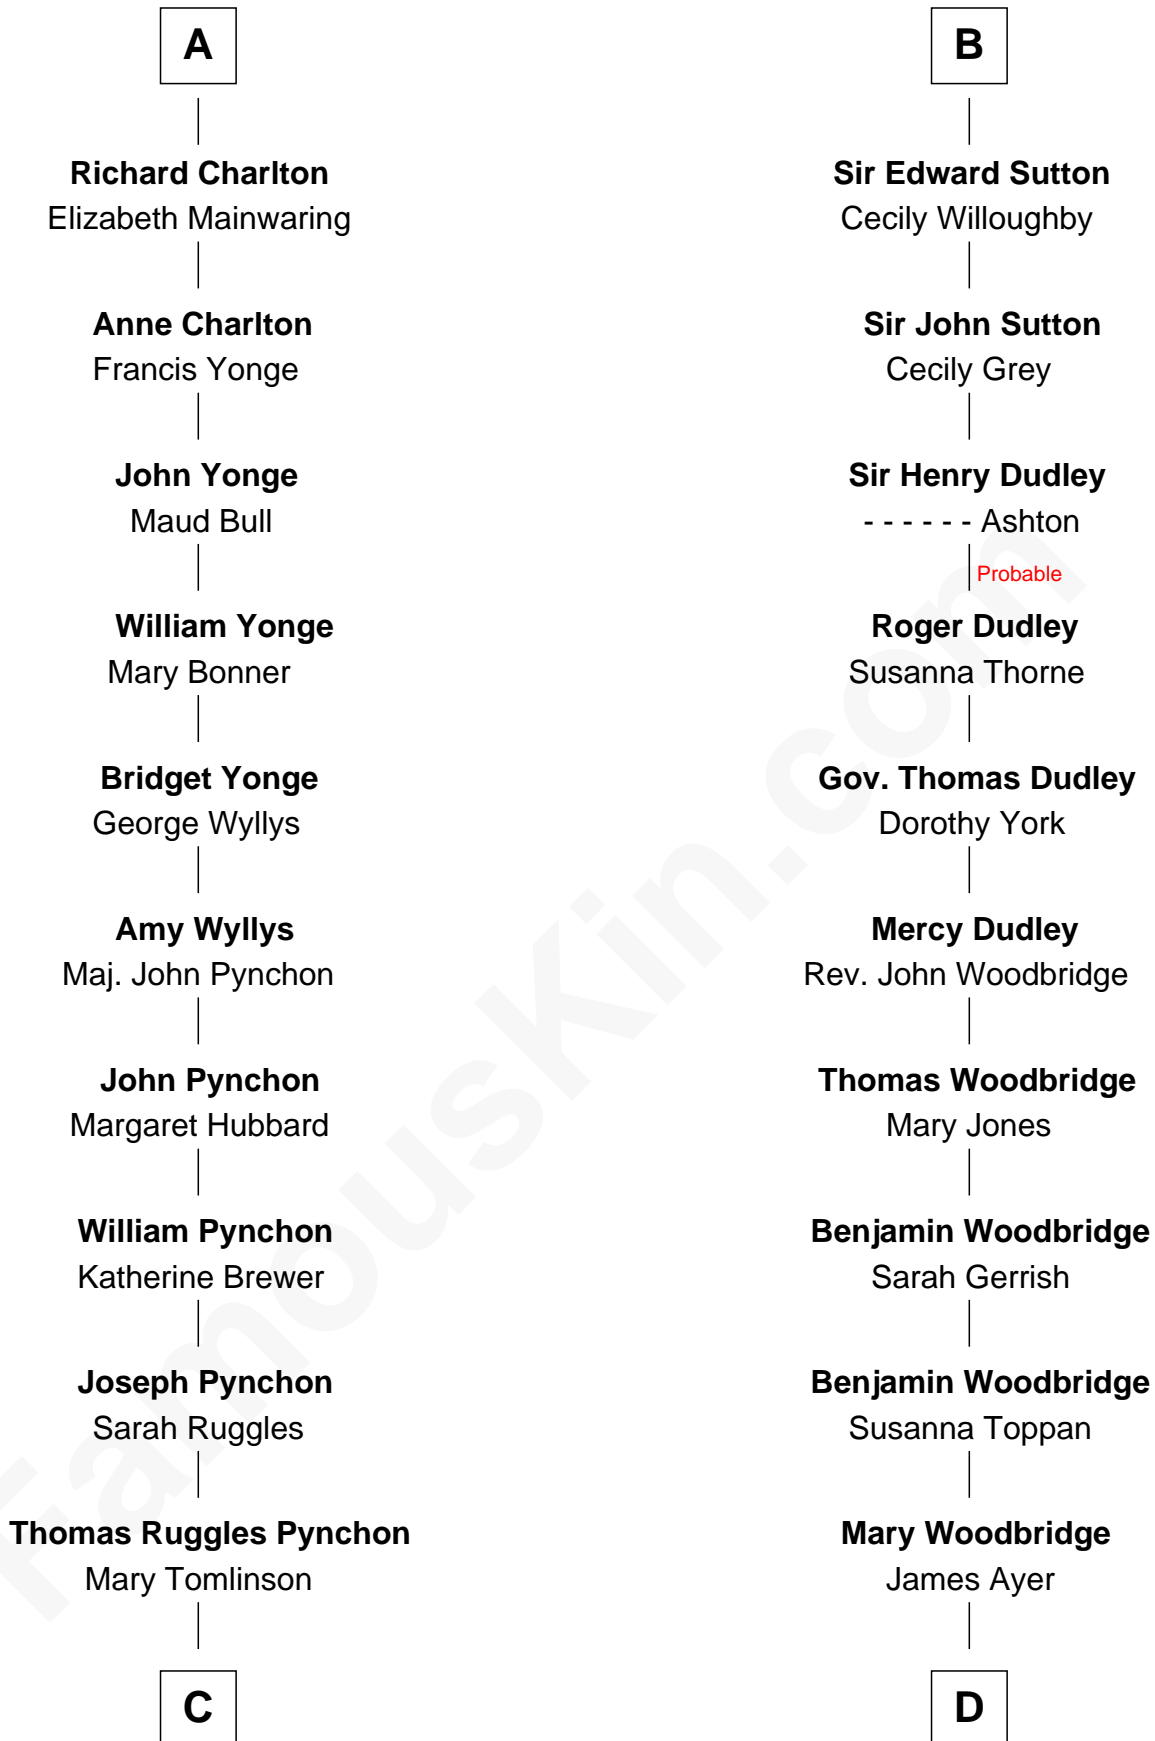 A
Richard Charlton
Elizabeth Mainwaring
Anne Charlton
Francis Yonge
John Yonge
Maud Bull
William Yonge
Mary Bonner
Bridget Yonge
George Wyllys
Amy Wyllys
Maj. John Pynchon
John Pynchon
Margaret Hubbard
William Pynchon
Katherine Brewer
Joseph Pynchon
Sarah Ruggles
Thomas Ruggles Pynchon
Mary Tomlinson
C
B
Sir Edward Sutton
Cecily Willoughby
Sir John Sutton
Cecily Grey
Sir Henry Dudley
- - - - - - Ashton
Probable
Roger Dudley
Susanna Thorne
Gov. Thomas Dudley
Dorothy York
Mercy Dudley
Rev. John Woodbridge
Thomas Woodbridge
Mary Jones
Benjamin Woodbridge
Sarah Gerrish
Benjamin Woodbridge
Susanna Toppan
Mary Woodbridge
James Ayer
D
FamousKin.com